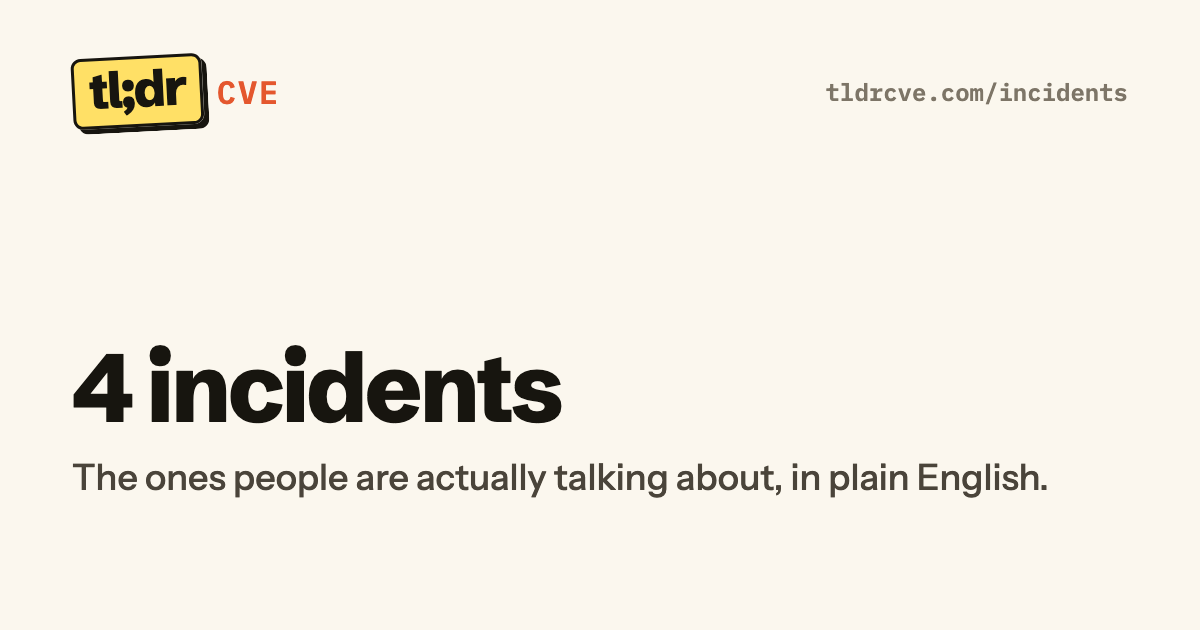 tl;dr CVE
tldrcve.com/incidents
4 incidents
The ones people are actually talking about, in plain English.